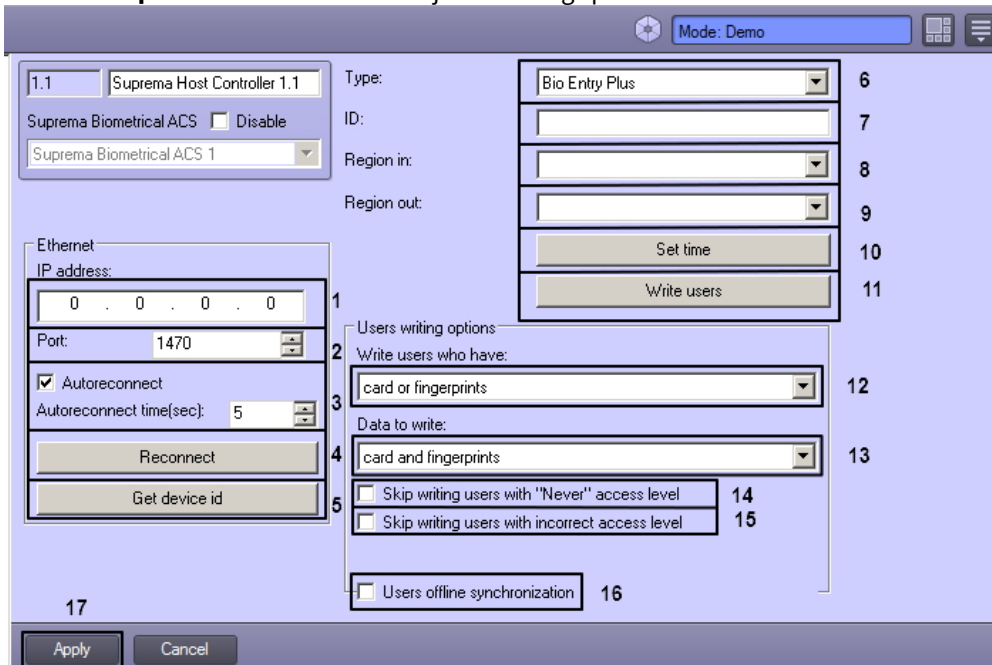 Mode: Demo
1.1 Suprema Host Controller 1.1
Suprema Biometrical ACS Disable
Suprema Biometrical ACS 1
Type: Bio Entry Plus 6
ID: 7
Region in: 8
Region out: 9
Set time 10
Write users 11
Ethernet
IP address:
0 . 0 . 0 . 0 1
Port: 1470 2
Autoreconnect
Autoreconnect time(sec): 5 3
Reconnect 4
Get device id 5
Users writing options
Write users who have:
card or fingerprints 12
Data to write:
card and fingerprints 13
Skip writing users with "Never" access level 14
Skip writing users with incorrect access level 15
Users offline synchronization 16
17
Apply Cancel